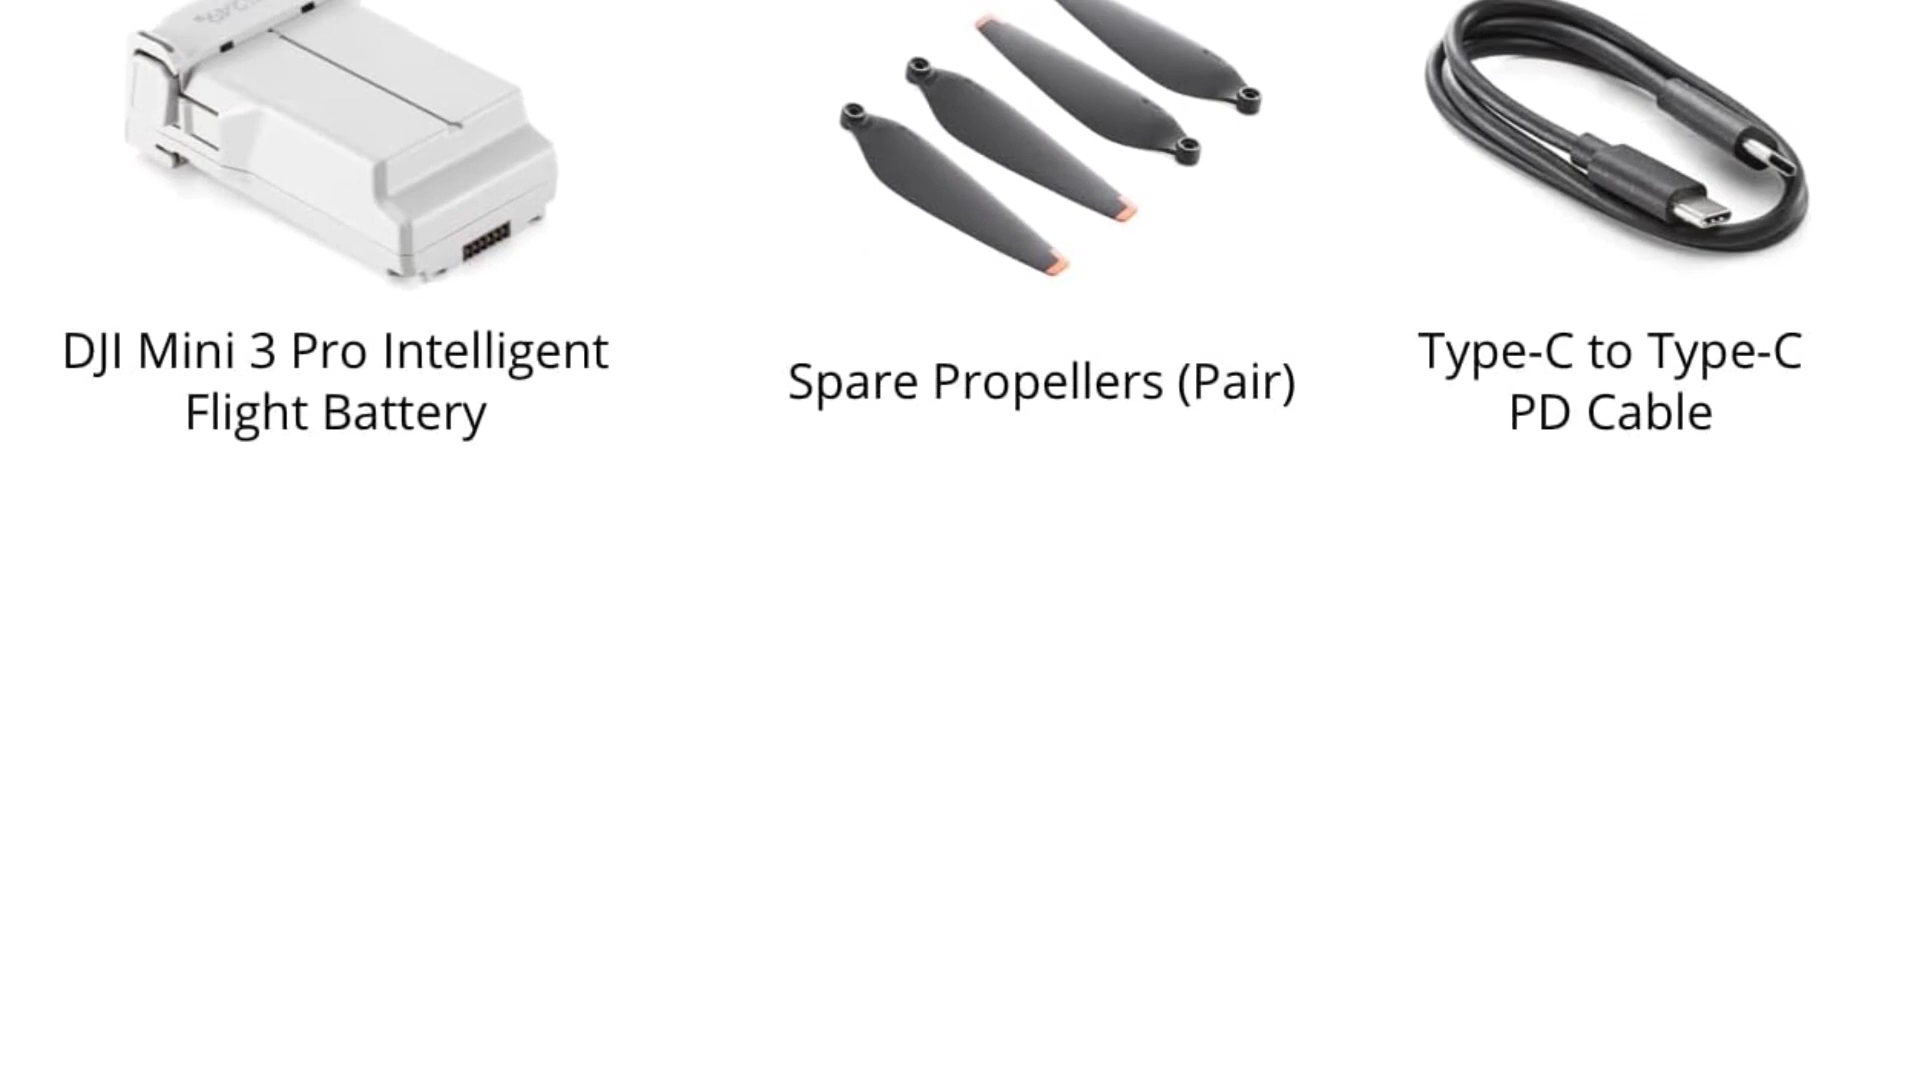 DJI Mini 3 Pro Intelligent
Flight Battery
Spare Propellers (Pair)
Type-C to Type-C
PD Cable